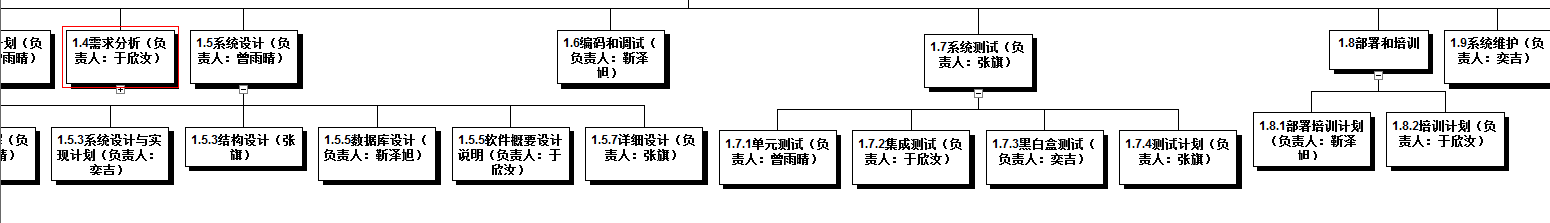 划（负
雨晴）
1.4需求分析（负
责人：于欣汝）
1.5系统设计（负
责人：曾雨晴）
1.6编码和调试（
负责人：靳泽
旭）
1.7系统测试（负
责人：张旗）
1.8部署和培训
1.9系统维护（负
责人：奕吉）
晴）
1.5.3系统设计与实
现计划（负责人：
奕吉）
1.5.3结构设计（张
旗）
1.5.5数据库设计（
负责人：靳泽旭）
1.5.5软件概要设计
说明（负责人：于
欣汝）
1.5.7详细设计（负
责人：张旗）
1.7.1单元测试（负
责人：曾雨晴）
1.7.2集成测试（负
责人：于欣汝）
1.7.3黑白盒测试（
负责人：奕吉）
1.7.4测试计划（负
责人：张旗）
1.8.1部署培训计划
（负责人：靳泽
旭）
1.8.2培训计划（负
责人：于欣汝）